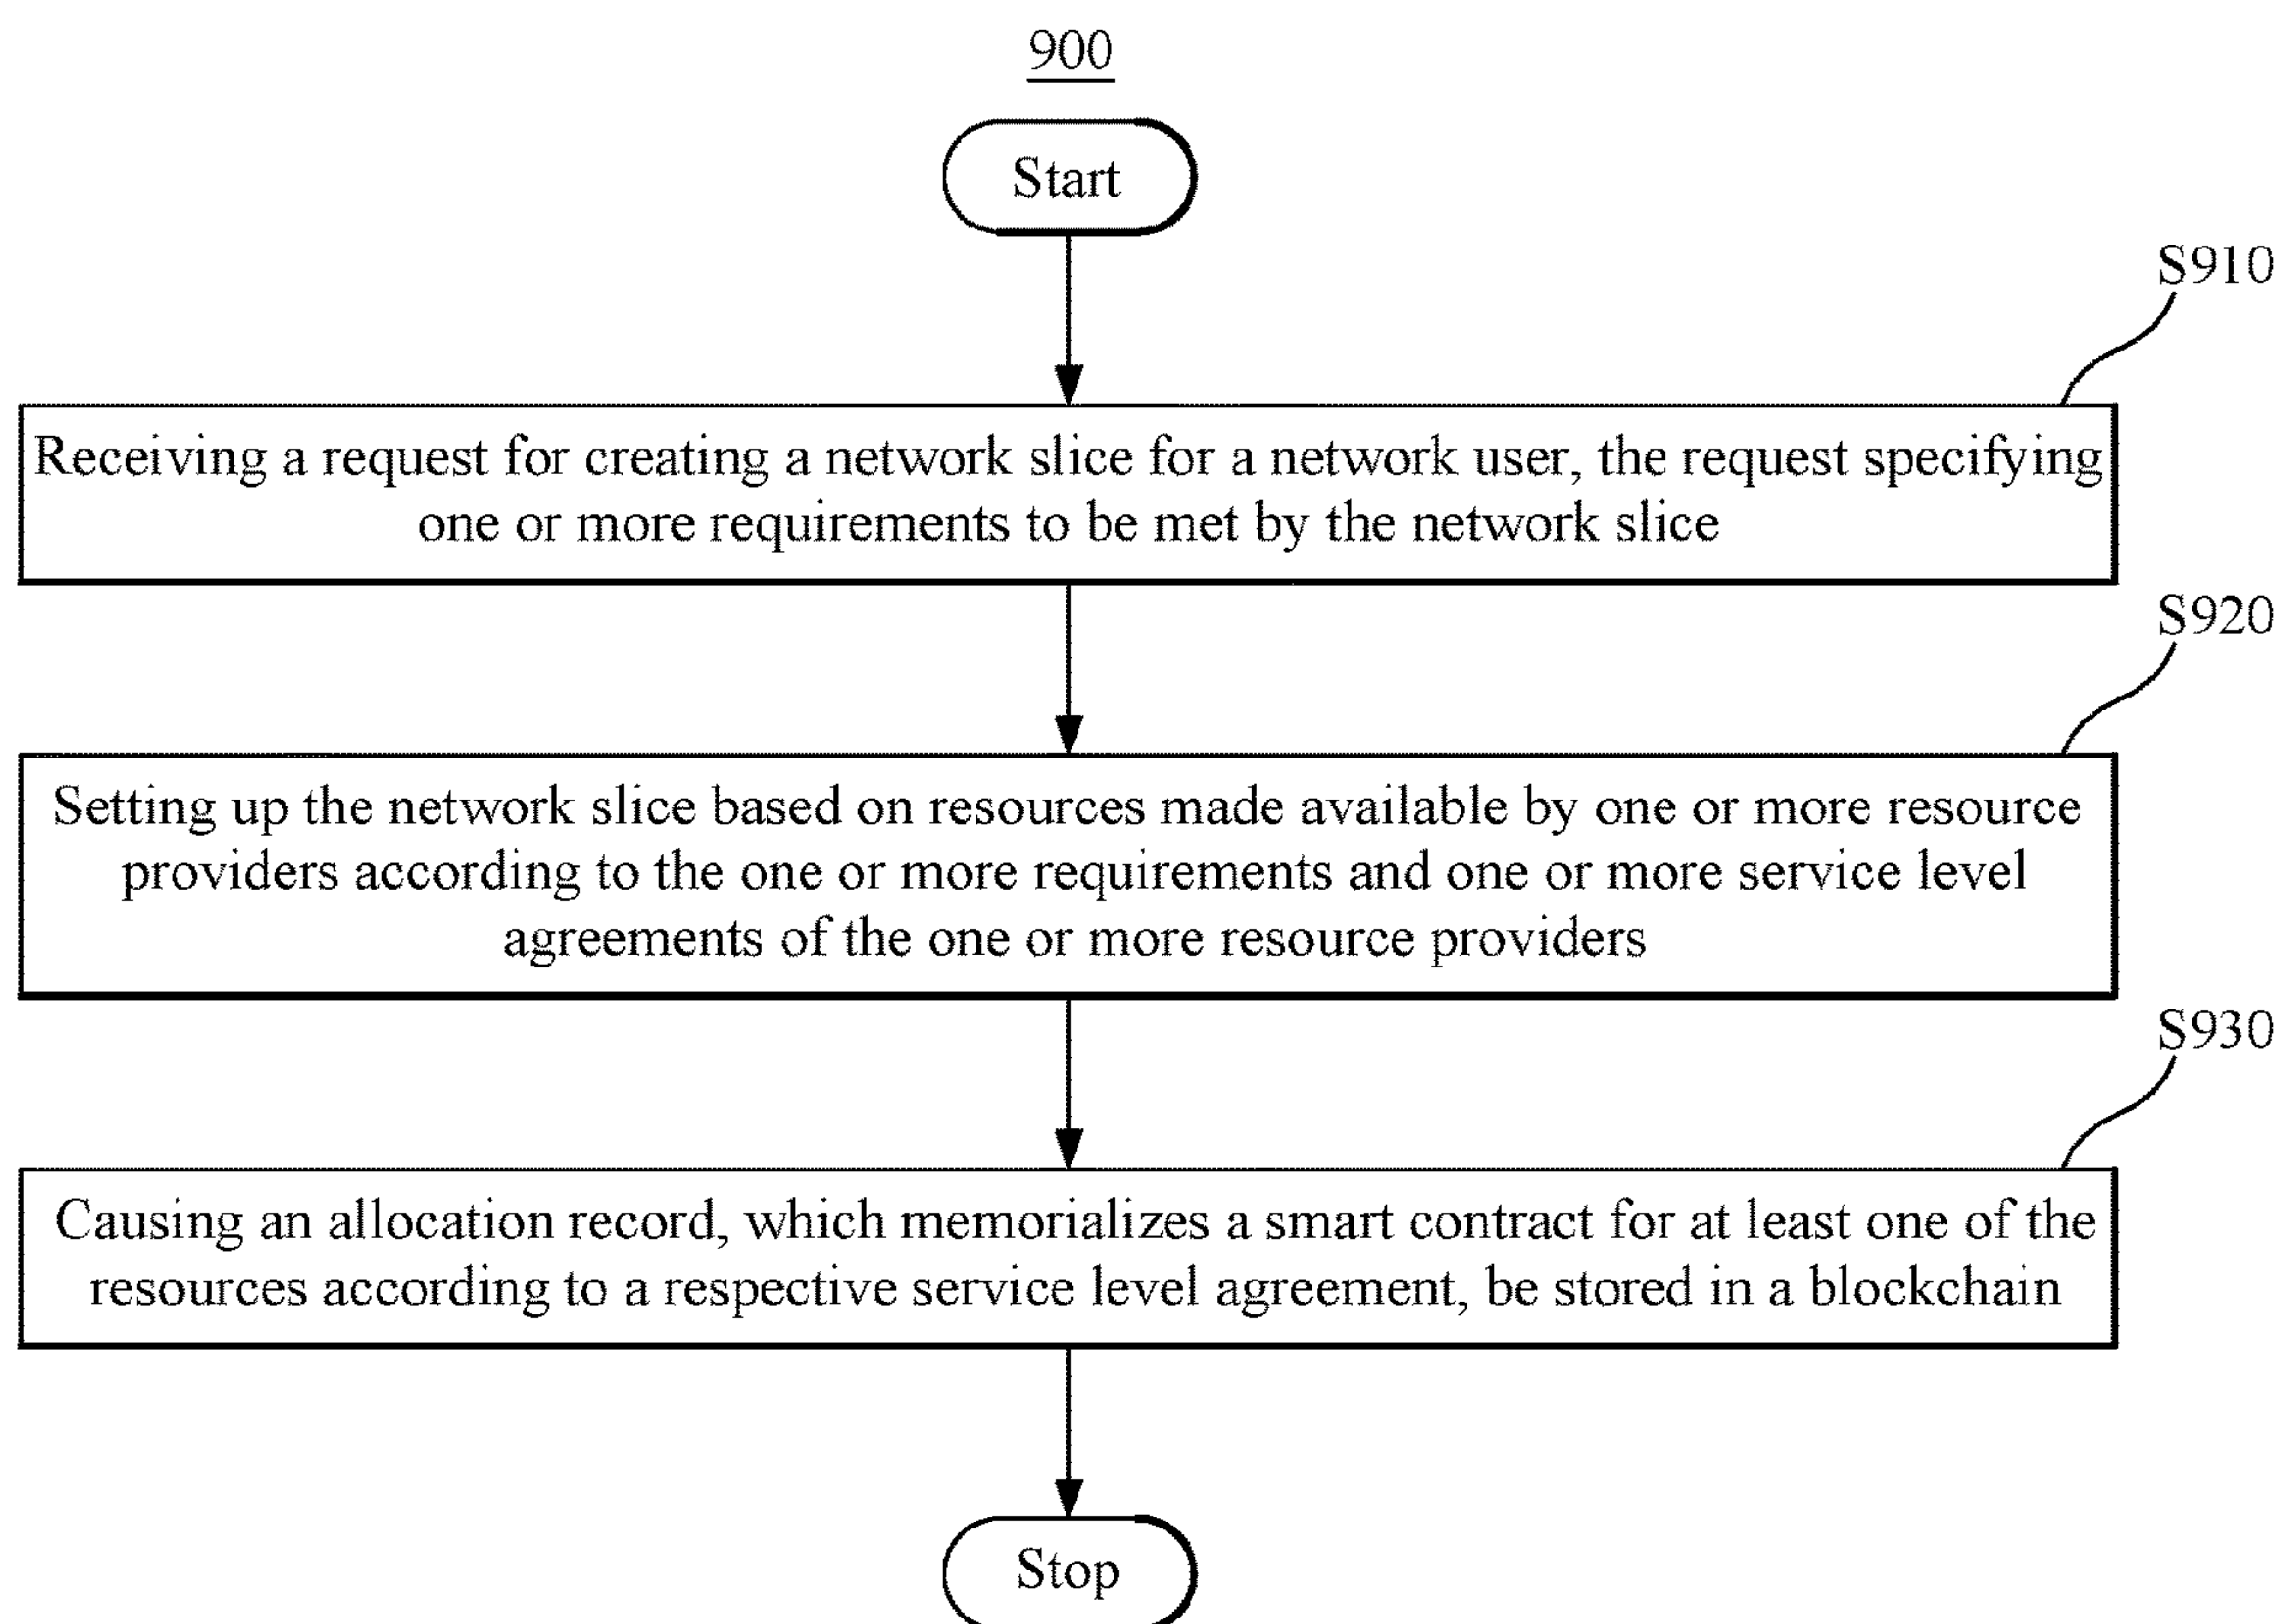 900
Start
S910
Receiving a request for creating a network slice for a network user, the request specifying
one or more requirements to be met by the network slice
S920
Setting up the network slice based on resources made available by one or more resource
providers according to the one or more requirements and one or more service level
agreements of the one or more resource providers
S930
Causing an allocation record, which memorializes a smart contract for at least one of the
resources according to a respective service level agreement, be stored in a blockchain
Stop